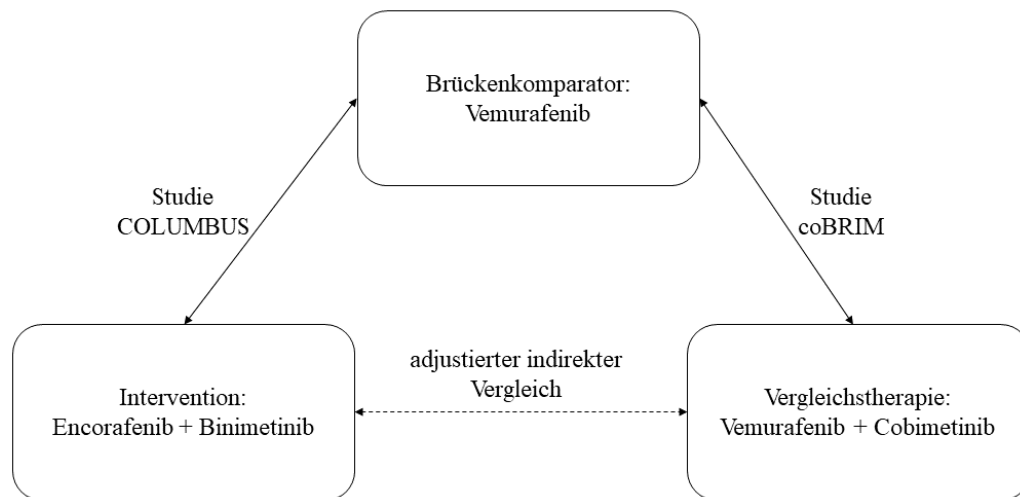 Brückenkomparator:
Vemurafenib
Studie
COLUMBUS
Studie
coBRIM
adjustierter indirekter
Vergleich
Intervention:
Encorafenib + Binimetinib
Vergleichstherapie:
Vemurafenib + Cobimetinib